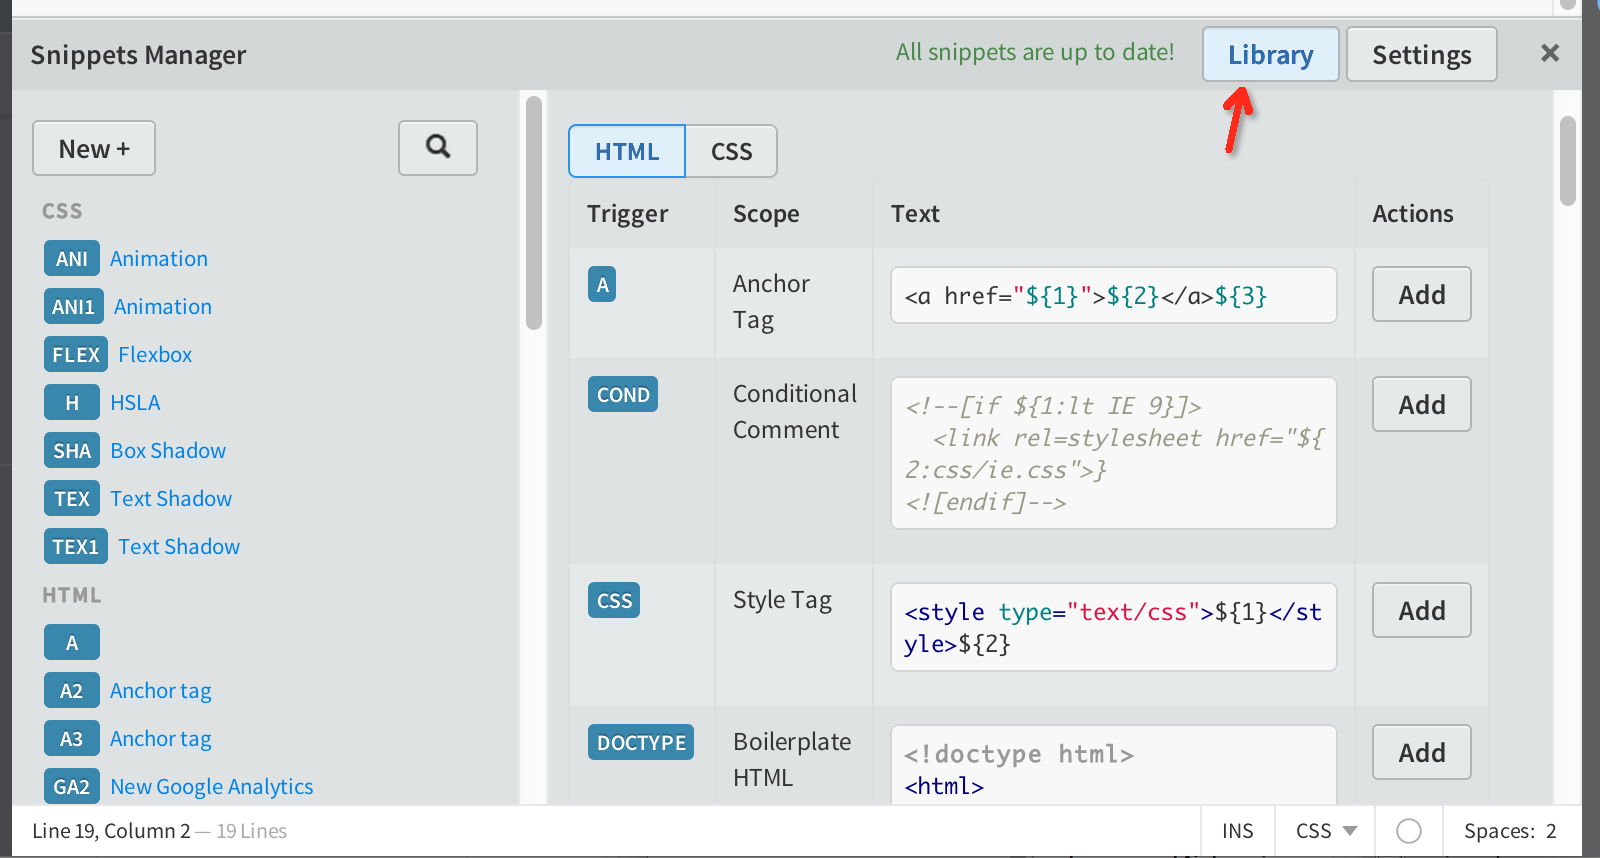 Snippets Manager
All snippets are up to date!
Library
Settings
×
New +
CSS
ANI Animation
ANI1 Animation
FLEX Flexbox
H HSLA
SHA Box Shadow
TEX Text Shadow
TEX1 Text Shadow
HTML
A
A2 Anchor tag
A3 Anchor tag
GA2 New Google Analytics
HTML CSS
Trigger Scope Text Actions
A
Anchor
Tag
<a href="${1}">${2}</a>${3}
Add
COND
Conditional
Comment
<!--[if ${1:lt IE 9}]>
<link rel=stylesheet href="${
2:css/ie.css">}
<![endif]-->
Add
CSS
Style Tag
<style type="text/css">${1}</st
yle>${2}
Add
DOCTYPE
Boilerplate
HTML
<!doctype html>
<html>
Add
Line 19, Column 2 — 19 Lines
INS
CSS
Spaces: 2